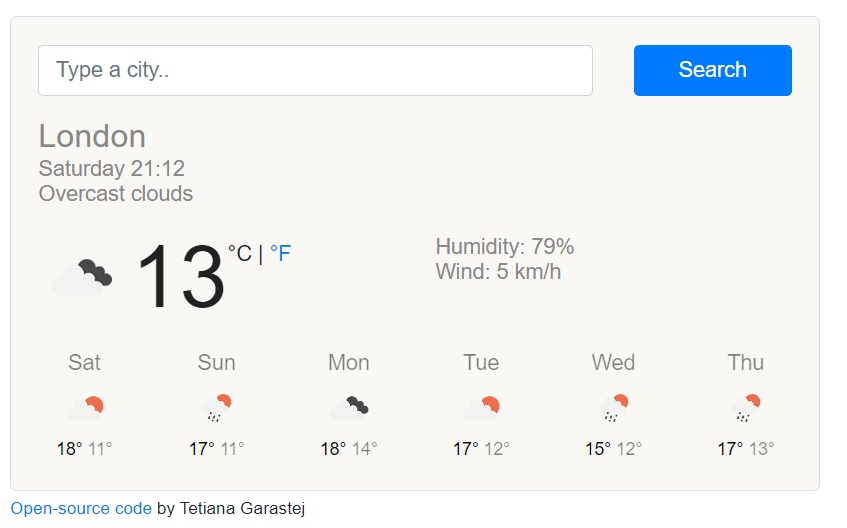 Type a city..
Search
London
Saturday 21:12
Overcast clouds
13 °C | °F
Humidity: 79%
Wind: 5 km/h
Sat Sun Mon Tue Wed Thu
18° 11° 17° 11° 18° 14° 17° 12° 15° 12° 17° 13°
Open-source code by Tetiana Garastej